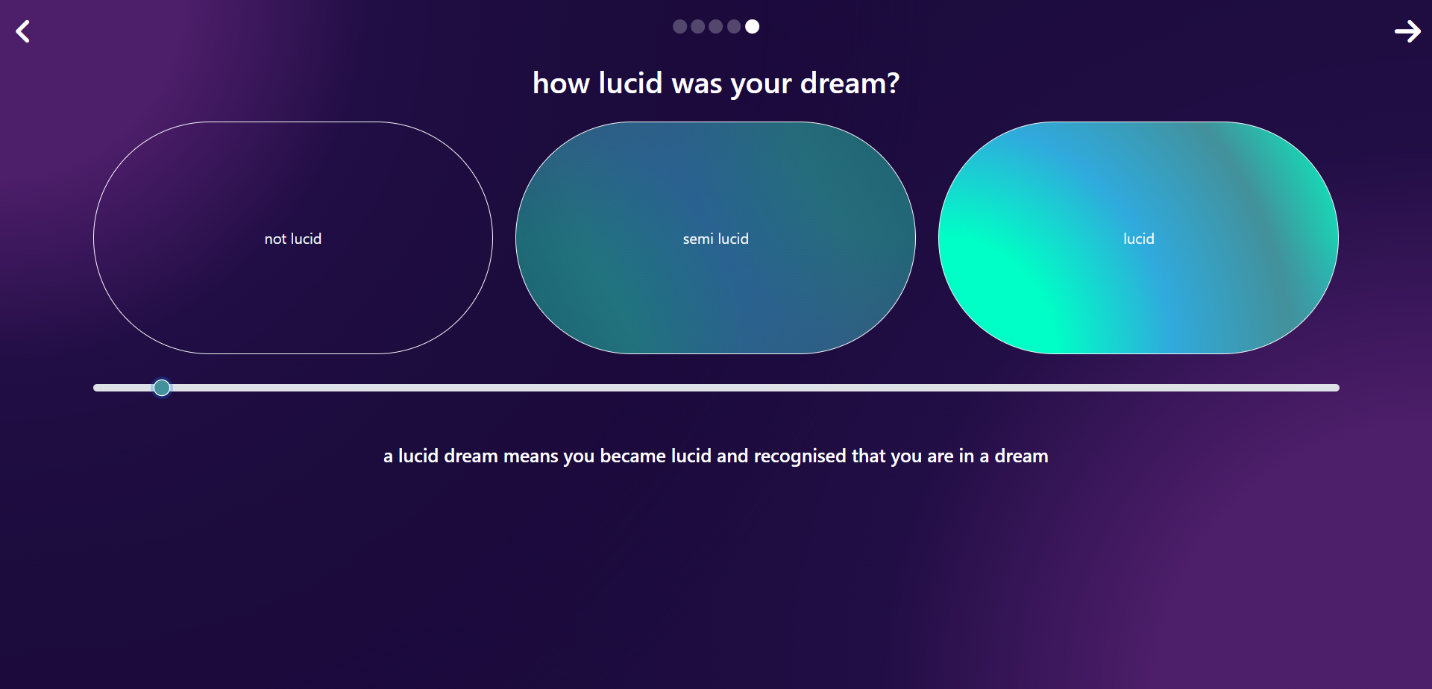 how lucid was your dream?
not lucid
semi lucid
lucid
a lucid dream means you became lucid and recognised that you are in a dream